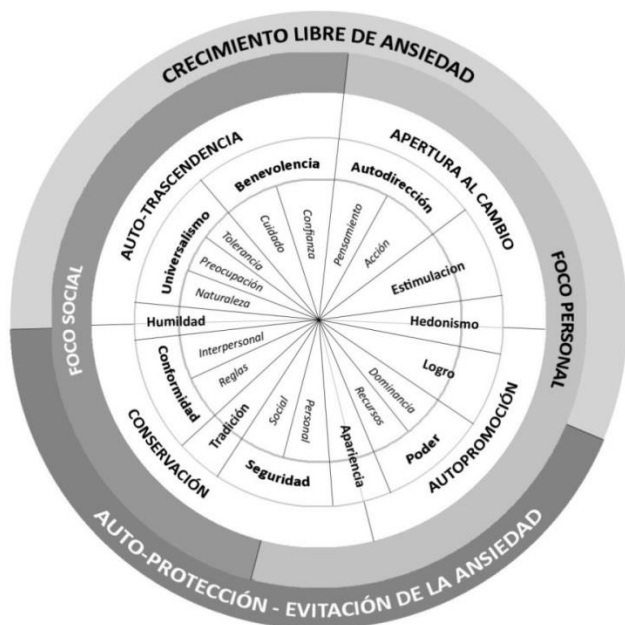 CRECIMIENTO LIBRE DE ANSIEDAD
AUTO-TRASCENDENCIA
APERTURA AL CAMBIO
FOCO SOCIAL
FOCO PERSONAL
Benevolencia
Autodirección
Universalismo
Cuidado
Confianza
Pensamiento
Acción
Tolerancia
Preocupación
Naturaleza
Estimulacion
Humildad
Hedonismo
Interpersonal
Reglas
Conformidad
Logro
Dominancia
Recursos
Tradición
Social
Personal
Seguridad
Apariencia
Poder
CONSERVACIÓN
AUTOPROMOCIÓN
AUTO-PROTECCIÓN - EVITACIÓN DE LA ANSIEDAD